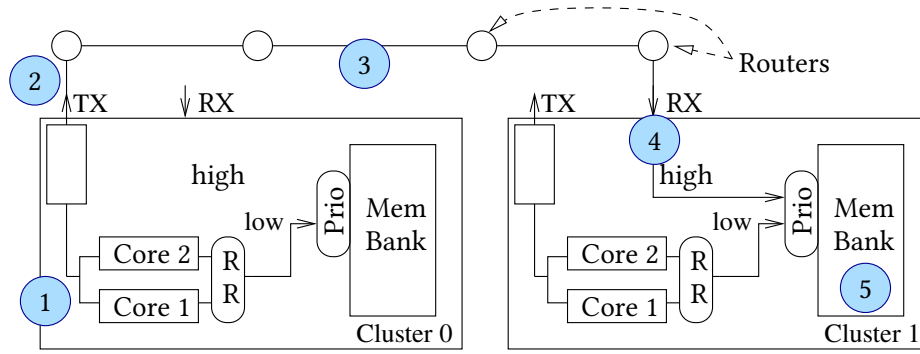 2
3
Routers
TX
RX
TX
RX
4
high
high
Prio
Mem
Bank
Prio
Mem
Bank
low
low
Core 2
R
R
Core 2
R
R
1
Core 1
Core 1
5
Cluster 0
Cluster 1